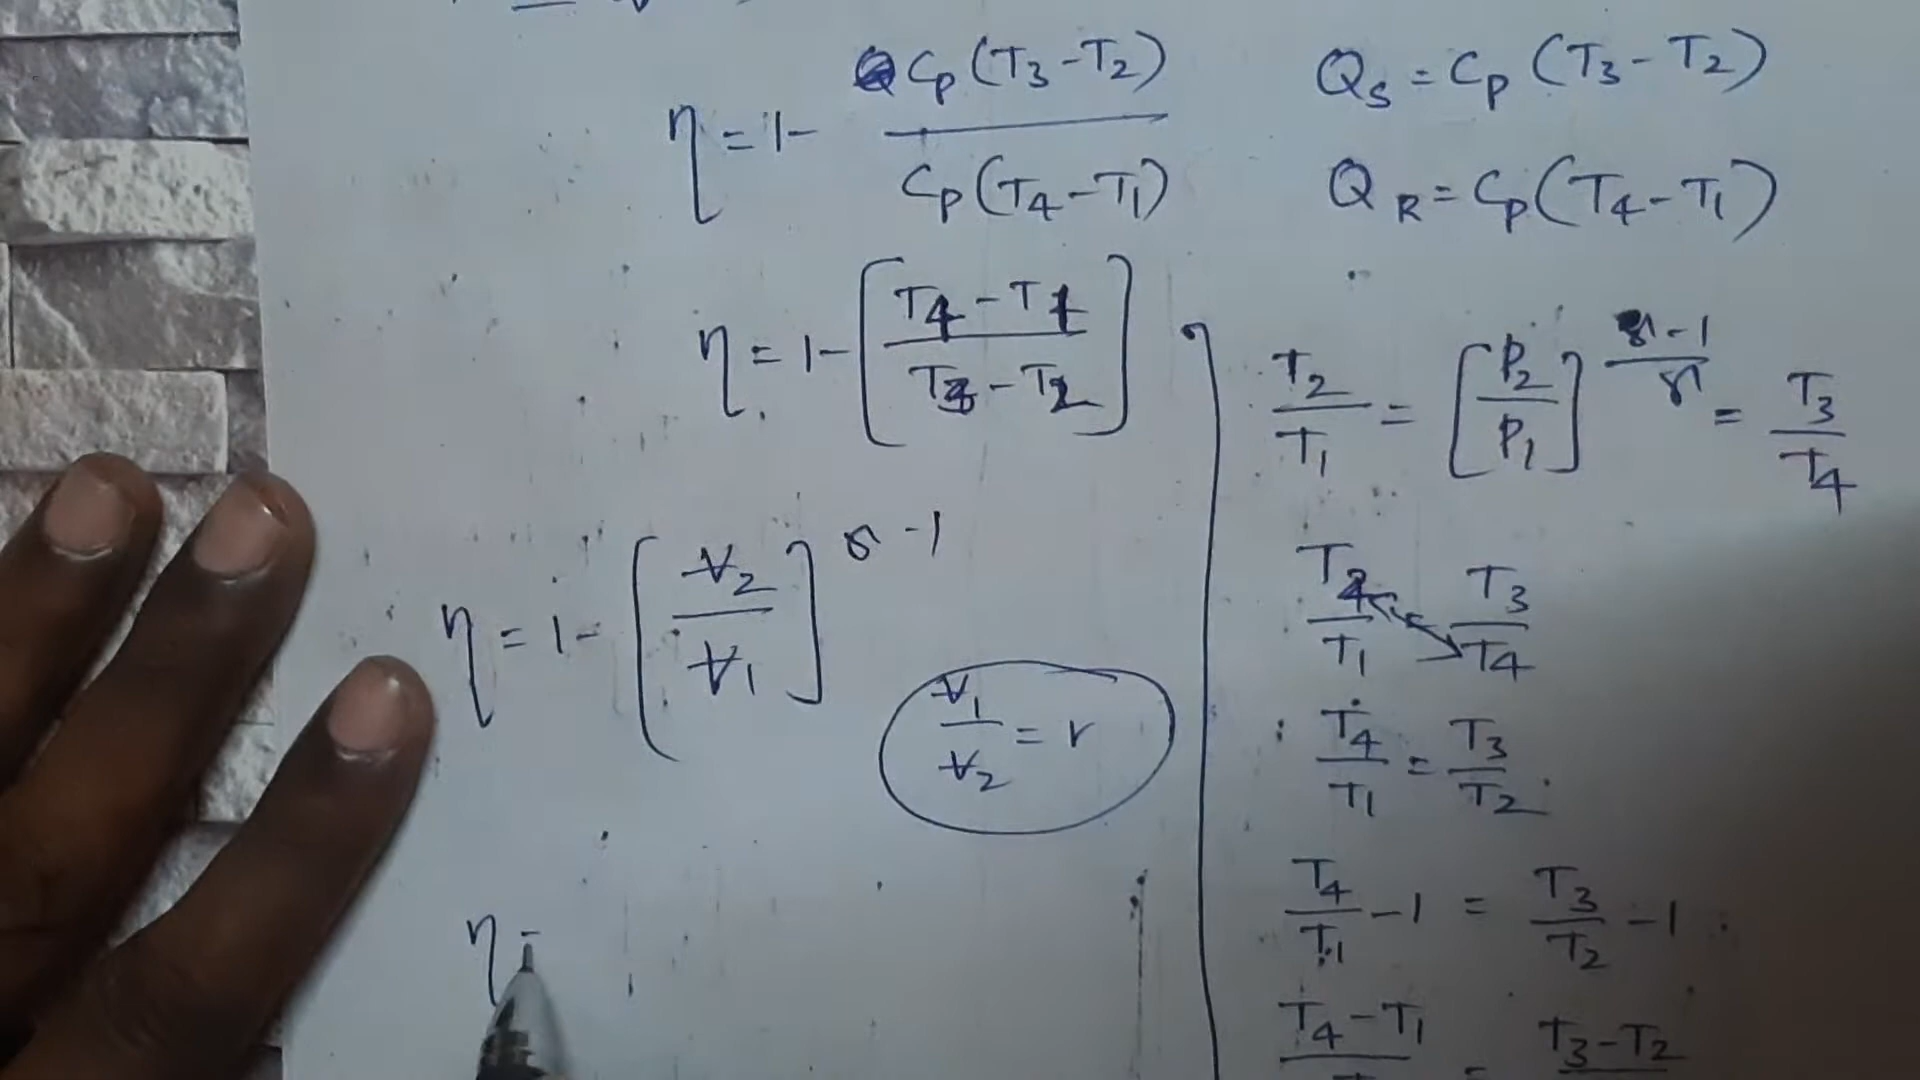 η = 1 - Cp(T3 - T2) / Cp(T4 - T1)
η = 1 - [T4 - T1 / T3 - T2]
η = 1 - [V2 / V1]^γ-1
V1 / V2 = r
η =
Qs = Cp (T3 - T2)
QR = Cp (T4 - T1)
T2 / T1 = [P2 / P1]^γ-1/γ = T3 / T4
T2 / T1 = T3 / T4
T4 / T1 = T3 / T2
T4 / T1 - 1 = T3 / T2 - 1
T4 - T1 = T3 - T2